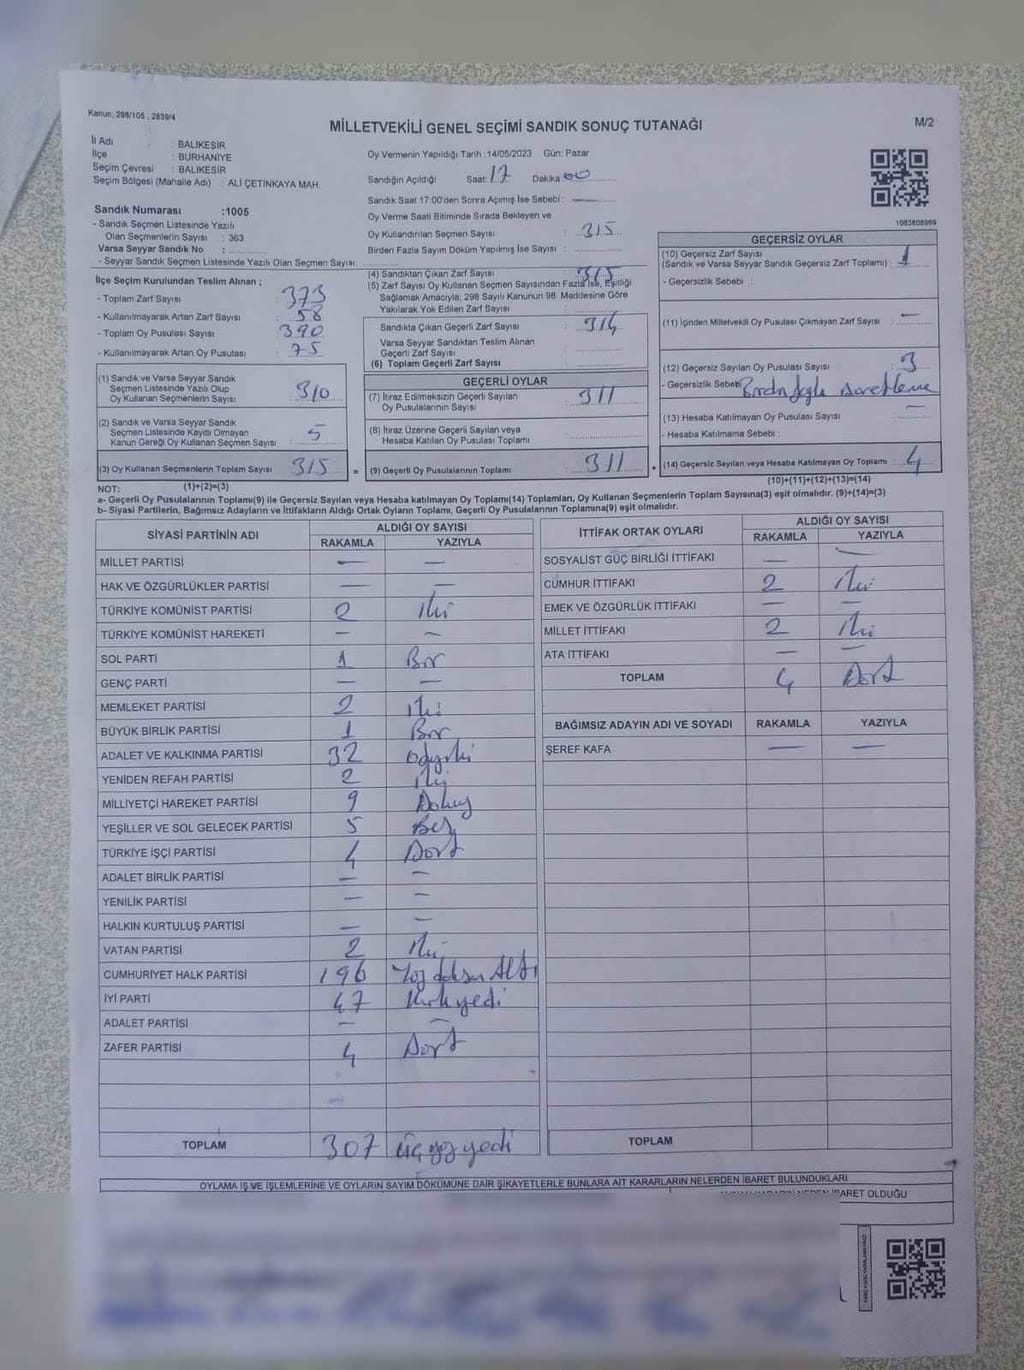 Kanun; 298/105 , 2839/4
MİLLETVEKİLİ GENEL SEÇİMİ SANDIK SONUÇ TUTANAĞI
M/2
İl Adı : BALIKESİR
İlçe : BURHANİYE
Seçim Çevresi : BALIKESİR
Seçim Bölgesi (Mahalle Adı) : ALİ ÇETİNKAYA MAH.
Oy Vermenin Yapıldığı Tarih :14/05/2023 Gün: Pazar
Sandığın Açıldığı Saat: 17 Dakika 00
Sandık Saat 17:00'den Sonra Açımış İse Sebebi : —
Oy Verme Saati Bitiminde Sırada Bekleyen ve
Oy Kullandırılan Seçmen Sayısı : 315
Birden Fazla Sayım Döküm Yapılmış İse Sayısı :
1083808999
Sandık Numarası :1005
- Sandık Seçmen Listesinde Yazılı
Olan Seçmenlerin Sayısı : 363
Varsa Seyyar Sandık No :
- Seyyar Sandık Seçmen Listesinde Yazılı Olan Seçmen Sayısı:
İlçe Seçim Kurulundan Teslim Alınan ;
- Toplam Zarf Sayısı : 373
- Kullanılmayarak Artan Zarf Sayısı : 58
- Toplam Oy Pusulası Sayısı : 390
- Kullanılmayarak Artan Oy Pusulası : 75
(1) Sandık ve Varsa Seyyar Sandık
Seçmen Listesinde Yazılı Olup
Oy Kullanan Seçmenlerin Sayısı : 310
(2) Sandık ve Varsa Seyyar Sandık
Seçmen Listesinde Kayıtlı Olmayan
Kanun Gereği Oy Kullanan Seçmen Sayısı : 5
(3) Oy Kullanan Seçmenlerin Toplam Sayısı : 315
(4) Sandıktan Çıkan Zarf Sayısı : 315
(5) Zarf Sayısı Oy Kullanan Seçmen Sayısından Fazla İse, Eşitliği
Sağlamak Amacıyla; 298 Sayılı Kanunun 98 Maddesine Göre
Yakılarak Yok Edilen Zarf Sayısı :
Sandıkta Çıkan Geçerli Zarf Sayısı : 314
Varsa Seyyar Sandıktan Teslim Alınan
Geçerli Zarf Sayısı :
(6) Toplam Geçerli Zarf Sayısı :
GEÇERLİ OYLAR
(7) İtiraz Edilmeksizin Geçerli Sayılan
Oy Pusulalarının Sayısı : 311
(8) İtiraz Üzerine Geçerli Sayılan veya
Hesaba Katılan Oy Pusulası Toplamı :
= (9) Geçerli Oy Pusulalarının Toplamı : 311
GEÇERSİZ OYLAR
(10) Geçersiz Zarf Sayısı
(Sandık ve Varsa Seyyar Sandık Geçersiz Zarf Toplamı) : 1
- Geçersizlik Sebebi :
(11) İçinden Milletvekili Oy Pusulası Çıkmayan Zarf Sayısı : —
(12) Geçersiz Sayılan Oy Pusulası Sayısı : 3
- Geçersizlik Sebebi
(13) Hesaba Katılmayan Oy Pusulası Sayısı : —
- Hesaba Katılmama Sebebi :
+ (14) Geçersiz Sayılan veya Hesaba Katılmayan Oy Toplamı : 4
NOT: (1)+(2)=(3)
(10)+(11)+(12)+(13)=(14)
a- Geçerli Oy Pusulalarının Toplamı(9) ile Geçersiz Sayılan veya Hesaba katılmayan Oy Toplamı(14) Toplamları, Oy Kullanan Seçmenlerin Toplam Sayısına(3) eşit olmalıdır. (9)+(14)=(3)
b- Siyasi Partilerin, Bağımsız Adayların ve İttifakların Aldığı Ortak Oyların Toplamı, Geçerli Oy Pusulalarının Toplamına(9) eşit olmalıdır.
SİYASİ PARTİNİN ADI ALDIĞI OY SAYISI
RAKAMLA YAZIYLA
MİLLET PARTİSİ — —
HAK VE ÖZGÜRLÜKLER PARTİSİ — —
TÜRKİYE KOMÜNİST PARTİSİ 2 İki
TÜRKİYE KOMÜNİST HAREKETİ — —
SOL PARTİ 1 Bir
GENÇ PARTİ — —
MEMLEKET PARTİSİ 2 İki
BÜYÜK BİRLİK PARTİSİ 1 Bir
ADALET VE KALKINMA PARTİSİ 32
YENİDEN REFAH PARTİSİ 2 İki
MİLLİYETÇİ HAREKET PARTİSİ 9 Dokuz
YEŞİLLER VE SOL GELECEK PARTİSİ 5 Beş
TÜRKİYE İŞÇİ PARTİSİ 4 Dört
ADALET BİRLİK PARTİSİ — —
YENİLİK PARTİSİ — —
HALKIN KURTULUŞ PARTİSİ — —
VATAN PARTİSİ 2 İki
CUMHURİYET HALK PARTİSİ 196 Yüz doksan Altı
İYİ PARTİ 47 Kırk yedi
ADALET PARTİSİ — —
ZAFER PARTİSİ 4 Dört
TOPLAM 307 üç yüz yedi
İTTİFAK ORTAK OYLARI ALDIĞI OY SAYISI
RAKAMLA YAZIYLA
SOSYALİST GÜÇ BİRLİĞİ İTTİFAKI — —
CUMHUR İTTİFAKI 2 İki
EMEK VE ÖZGÜRLÜK İTTİFAKI — —
MİLLET İTTİFAKI 2 İki
ATA İTTİFAKI — —
TOPLAM 4 Dört
BAĞIMSIZ ADAYIN ADI VE SOYADI RAKAMLA YAZIYLA
ŞEREF KAFA — —
TOPLAM
OYLAMA İŞ VE İŞLEMLERİNE VE OYLARIN SAYIM DÖKÜMÜNE DAİR ŞİKAYETLERLE BUNLARA AİT KARARLARIN NELERDEN İBARET BULUNDUKLARI
İBARET OLDUĞU